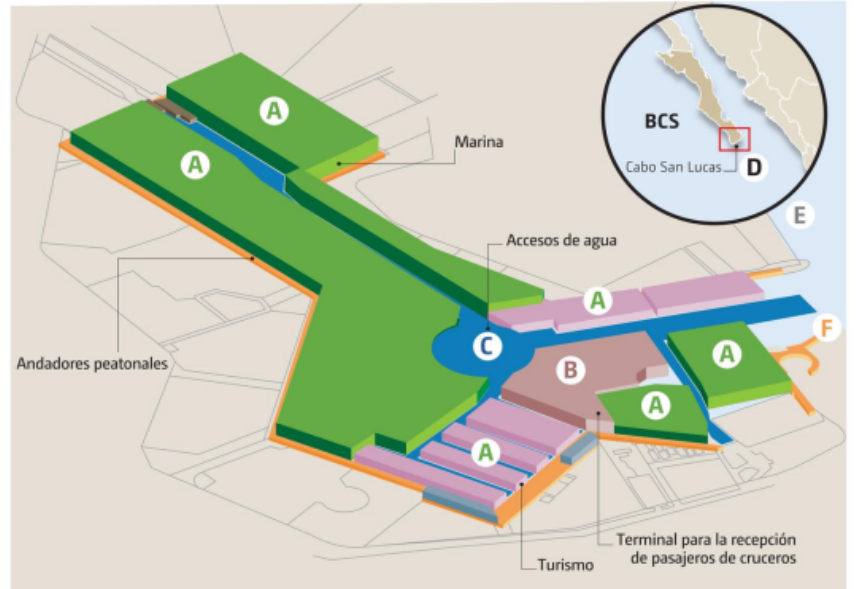 A
A
Marina
BCS
Cabo San Lucas
D
E
Accesos de agua
A
Andadores peatonales
C
B
A
F
A
A
Terminal para la recepción
de pasajeros de cruceros
Turismo